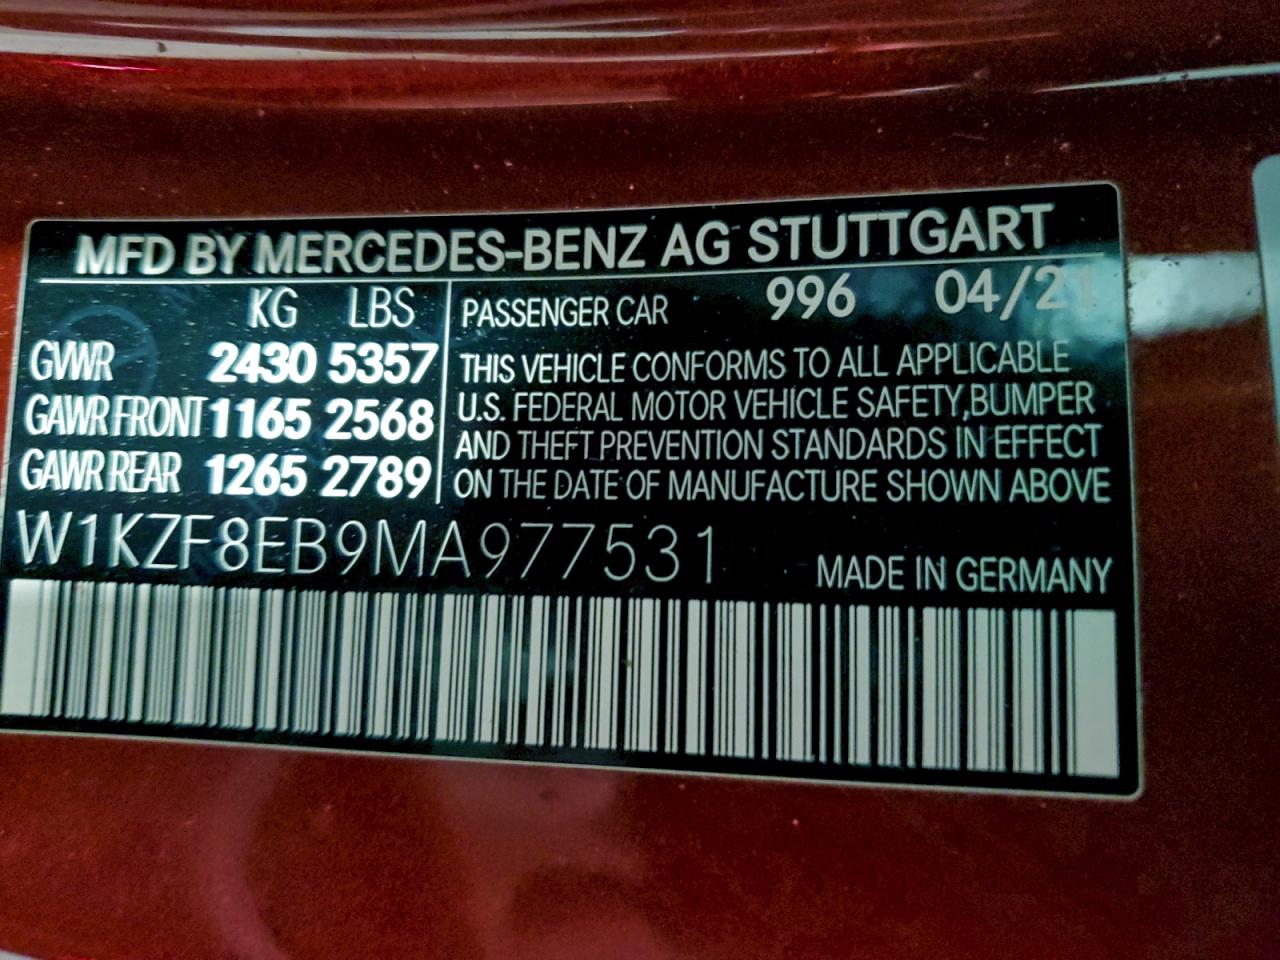 MFD BY MERCEDES-BENZ AG STUTTGART
KG LBS
GVWR 2430 5357
GAWR FRONT 1165 2568
GAWR REAR 1265 2789
PASSENGER CAR 996 04/21
THIS VEHICLE CONFORMS TO ALL APPLICABLE
U.S. FEDERAL MOTOR VEHICLE SAFETY,BUMPER
AND THEFT PREVENTION STANDARDS IN EFFECT
ON THE DATE OF MANUFACTURE SHOWN ABOVE
W1KZF8EB9MA977531
MADE IN GERMANY